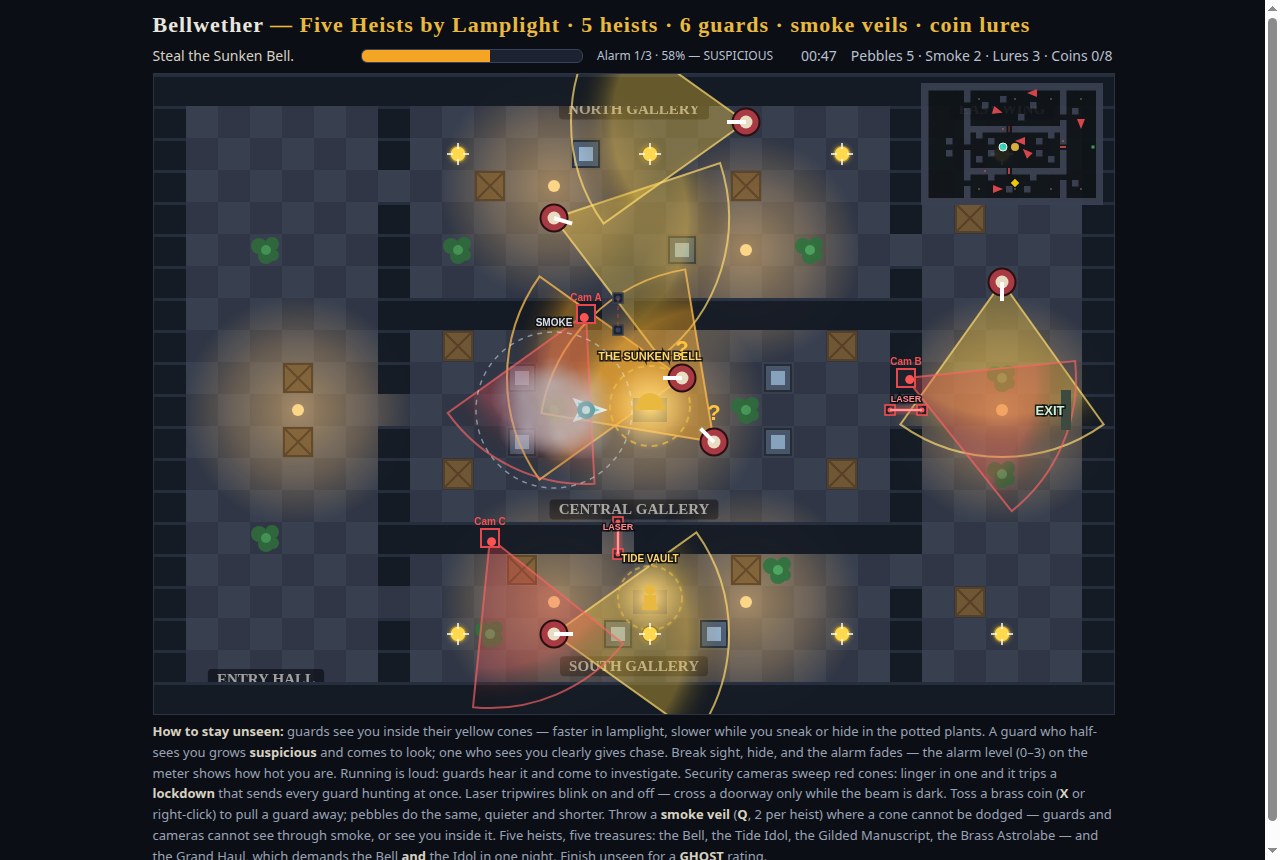 Bellwether — Five Heists by Lamplight · 5 heists · 6 guards · smoke veils · coin lures
Steal the Sunken Bell.
Alarm 1/3 · 58% — SUSPICIOUS
00:47
Pebbles 5 · Smoke 2 · Lures 3 · Coins 0/8
NORTH GALLERY
Cam A
SMOKE
THE SUNKEN BELL
?
Cam B
LASER
?
EXIT
CENTRAL GALLERY
Cam C
LASER
TIDE VAULT
SOUTH GALLERY
ENTRY HALL
How to stay unseen: guards see you inside their yellow cones — faster in lamplight, slower while you sneak or hide in the potted plants. A guard who half-
sees you grows suspicious and comes to look; one who sees you clearly gives chase. Break sight, hide, and the alarm fades — the alarm level (0–3) on the
meter shows how hot you are. Running is loud: guards hear it and come to investigate. Security cameras sweep red cones: linger in one and it trips a
lockdown that sends every guard hunting at once. Laser tripwires blink on and off — cross a doorway only while the beam is dark. Toss a brass coin (X or
right-click) to pull a guard away; pebbles do the same, quieter and shorter. Throw a smoke veil (Q, 2 per heist) where a cone cannot be dodged — guards and
cameras cannot see through smoke, or see you inside it. Five heists, five treasures: the Bell, the Tide Idol, the Gilded Manuscript, the Brass Astrolabe — and
the Grand Haul, which demands the Bell and the Idol in one night. Finish unseen for a GHOST rating.